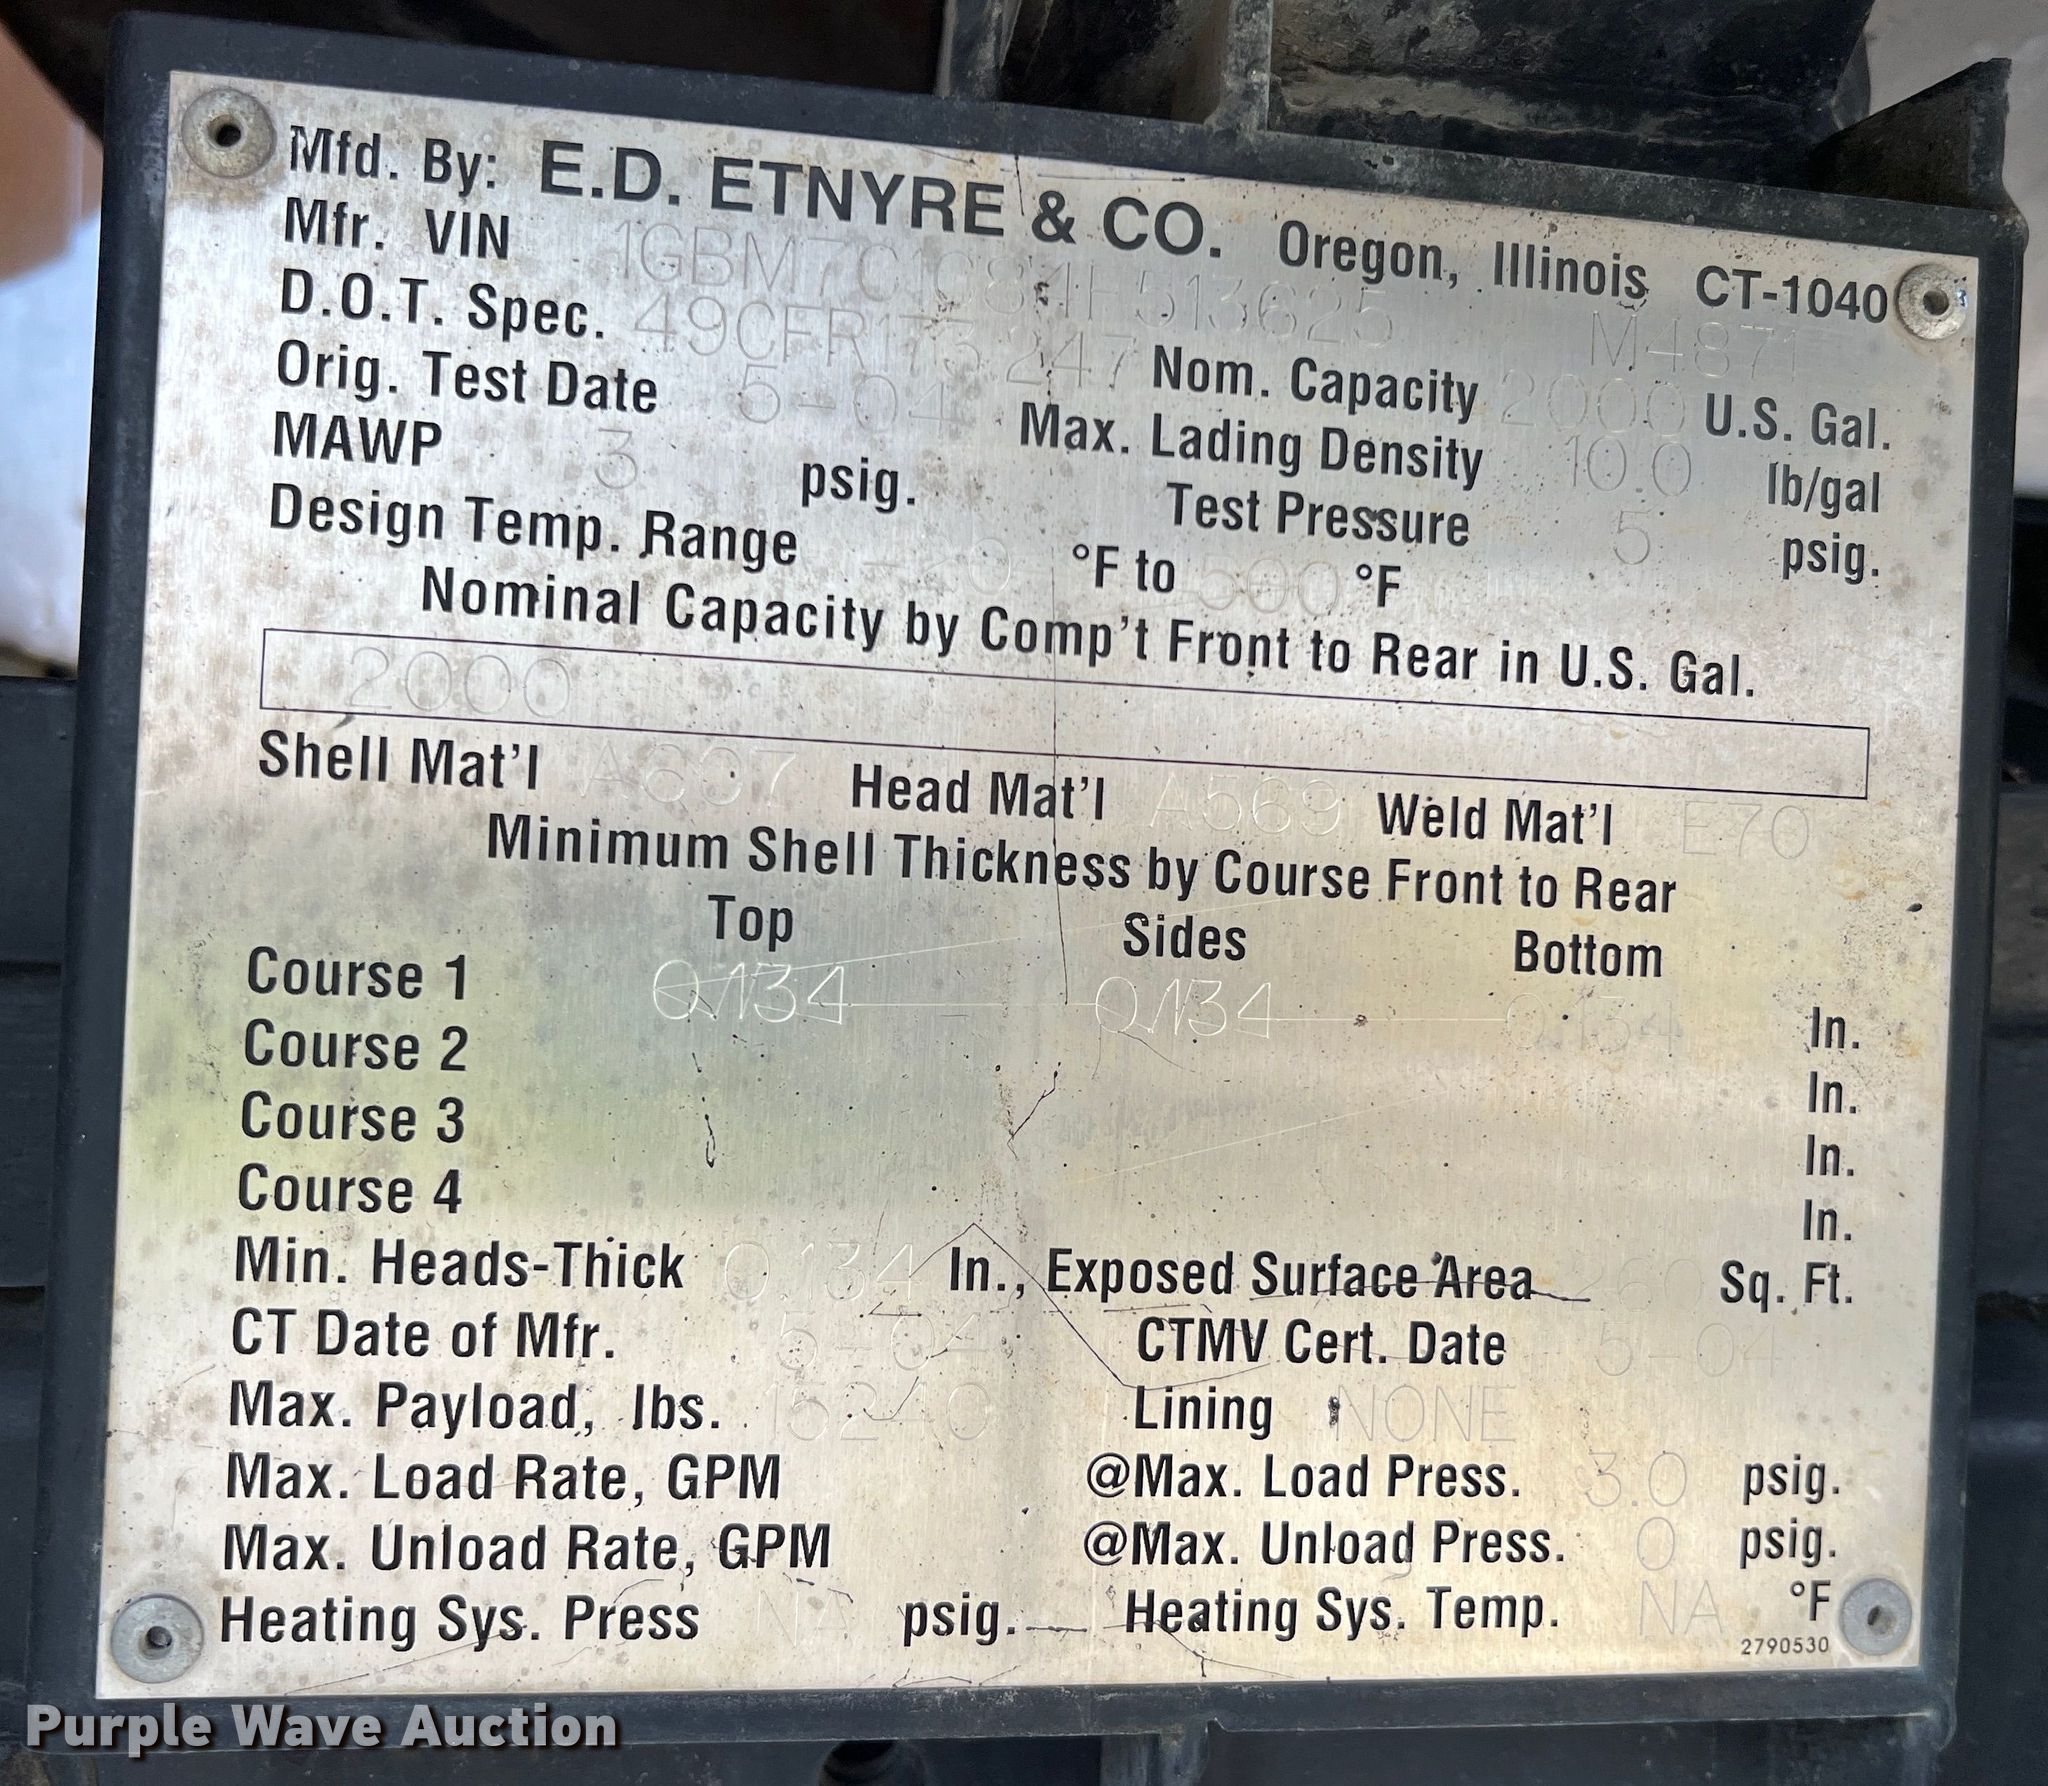 Mfd. By: E.D. ETNYRE & CO. Oregon, Illinois CT-1040
Mfr. VIN 1GBM7C1C84F513625 M4871
D.O.T. Spec. 49CFR173.247 Nom. Capacity 2000 U.S. Gal.
Orig. Test Date 5-04 Max. Lading Density 10.0 lb/gal
MAWP 3 psig. Test Pressure 5 psig.
Design Temp. Range -20 °F to 500 °F
Nominal Capacity by Comp't Front to Rear in U.S. Gal.
2000
Shell Mat'l A607 Head Mat'l A569 Weld Mat'l E70
Minimum Shell Thickness by Course Front to Rear
Top Sides Bottom
Course 1 0.134 0.134 0.134 In.
Course 2 In.
Course 3 In.
Course 4 In.
Min. Heads-Thick 0.134 In., Exposed Surface Area Sq. Ft.
CT Date of Mfr. 5-04 CTMV Cert. Date 5-04
Max. Payload, lbs. 15240 Lining NONE
Max. Load Rate, GPM @Max. Load Press. 3.0 psig.
Max. Unload Rate, GPM @Max. Unload Press. 0 psig.
Heating Sys. Press NA psig. Heating Sys. Temp. NA °F
2790530
Purple Wave Auction